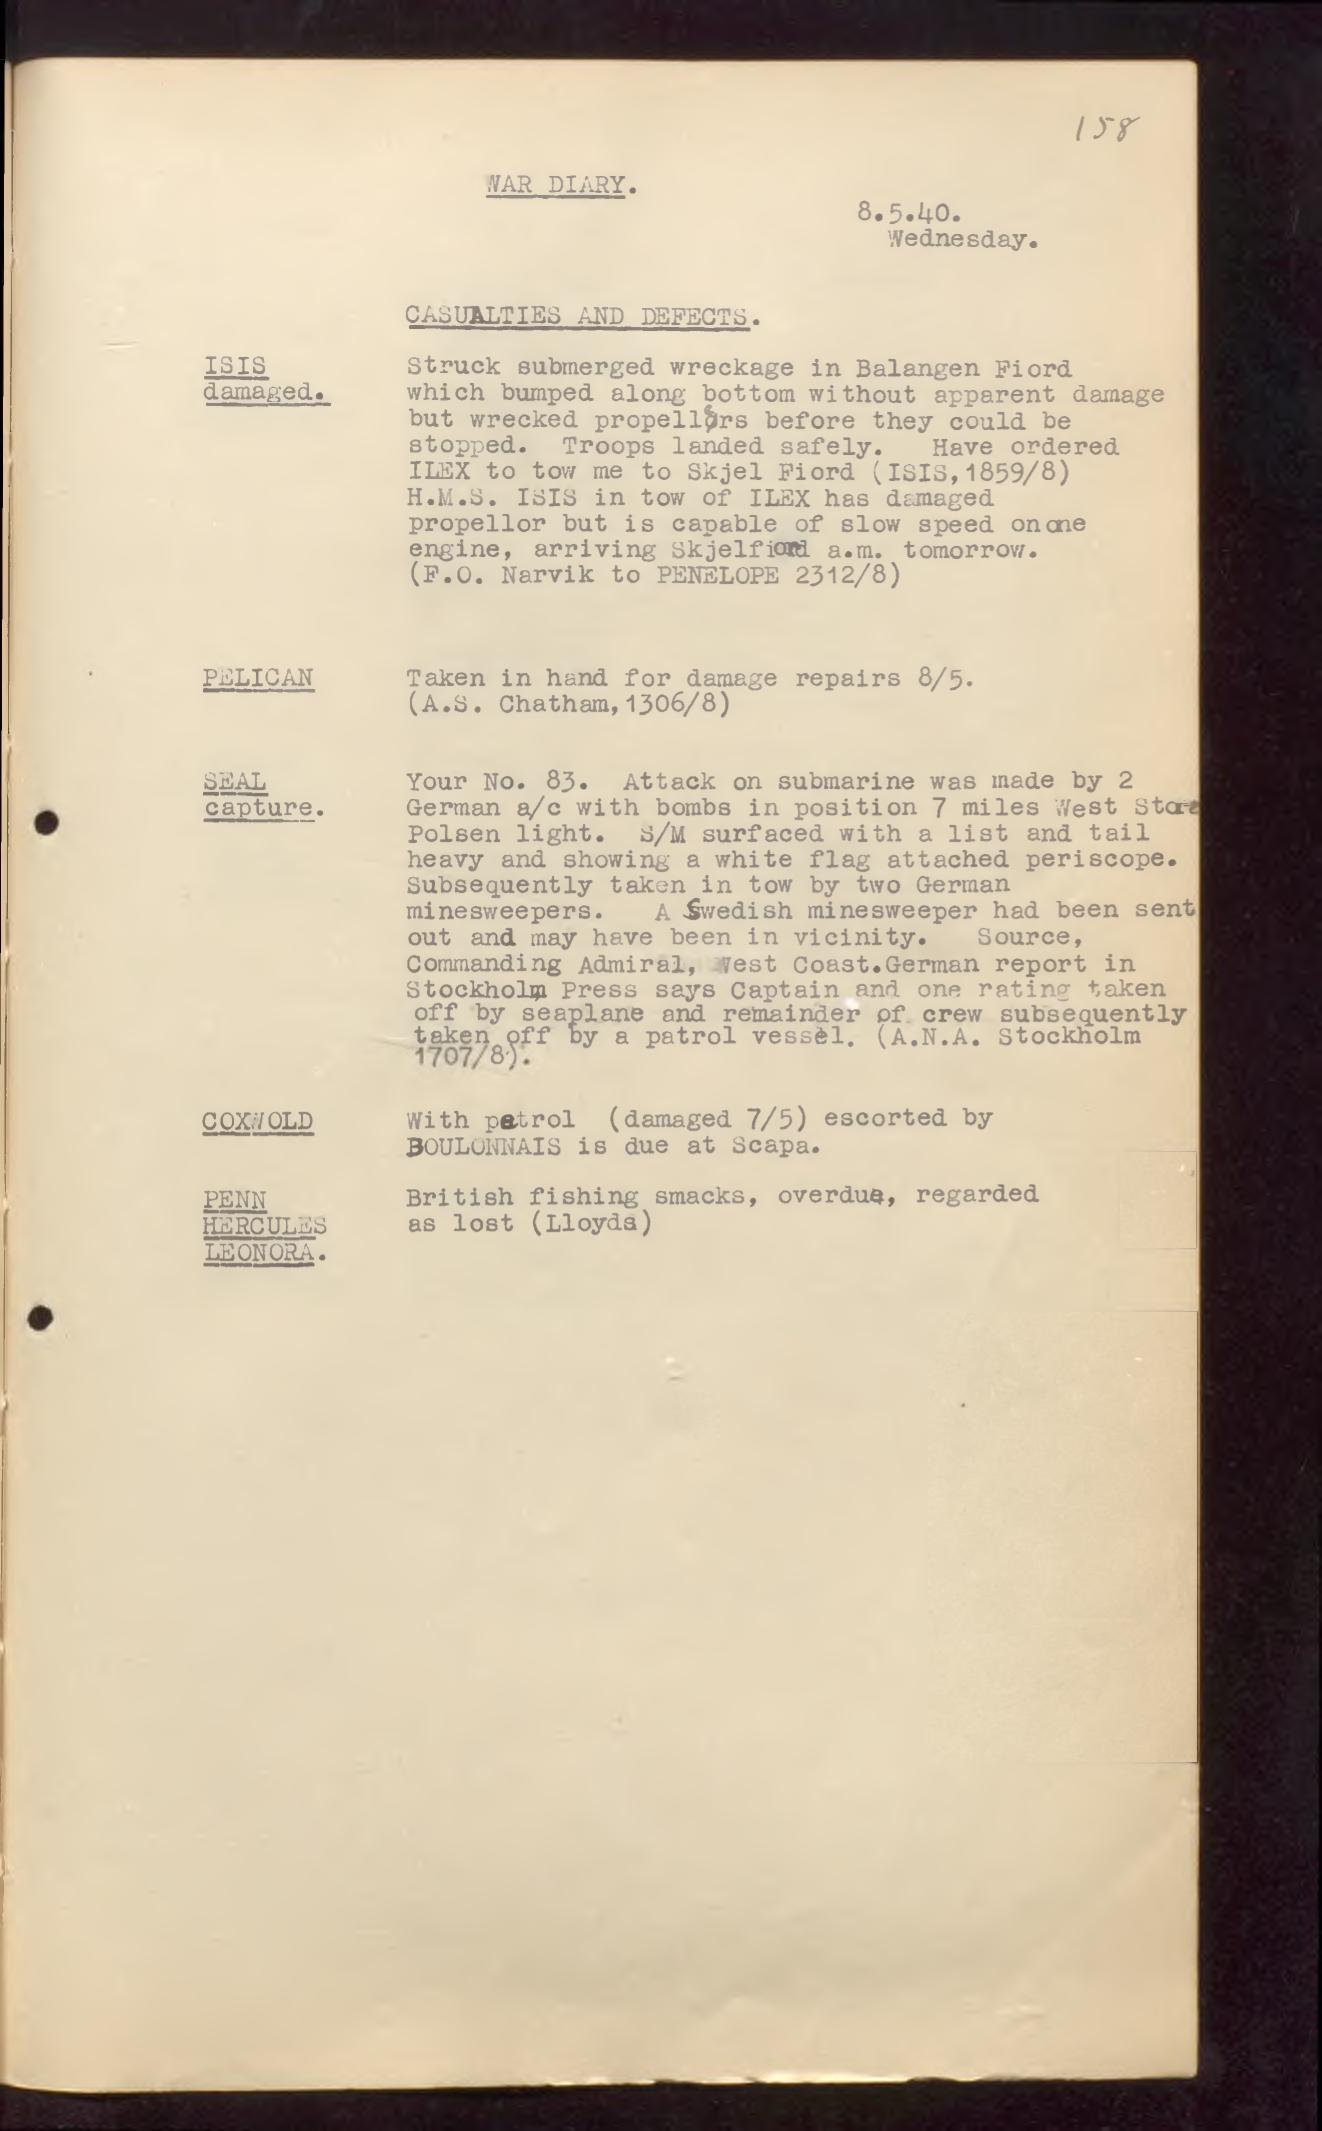 158
WAR DIARY.
8.5.40.
Wednesday.
CASUALTIES AND DEFECTS.
ISIS
damaged.
Struck submerged wreckage in Balangen Fiord
which bumped along bottom without apparent damage
but wrecked propellors before they could be
stopped. Troops landed safely. Have ordered
ILEX to tow me to Skjel Fiord (ISIS,1859/8)
H.M.S. ISIS in tow of ILEX has damaged
propellor but is capable of slow speed on one
engine, arriving Skjelfiord a.m. tomorrow.
(F.O. Narvik to PENELOPE 2312/8)
PELICAN
Taken in hand for damage repairs 8/5.
(A.S. Chatham,1306/8)
SEAL
capture.
Your No. 83. Attack on submarine was made by 2
German a/c with bombs in position 7 miles West Store
Polsen light. S/M surfaced with a list and tail
heavy and showing a white flag attached periscope.
Subsequently taken in tow by two German
minesweepers. A Swedish minesweeper had been sent
out and may have been in vicinity. Source,
Commanding Admiral, West Coast.German report in
Stockholm Press says Captain and one rating taken
off by seaplane and remainder of crew subsequently
taken off by a patrol vessel. (A.N.A. Stockholm
1707/8).
COXWOLD
With petrol (damaged 7/5) escorted by
BOULONNAIS is due at Scapa.
PENN
HERCULES
LEONORA.
British fishing smacks, overdue, regarded
as lost (Lloyds)